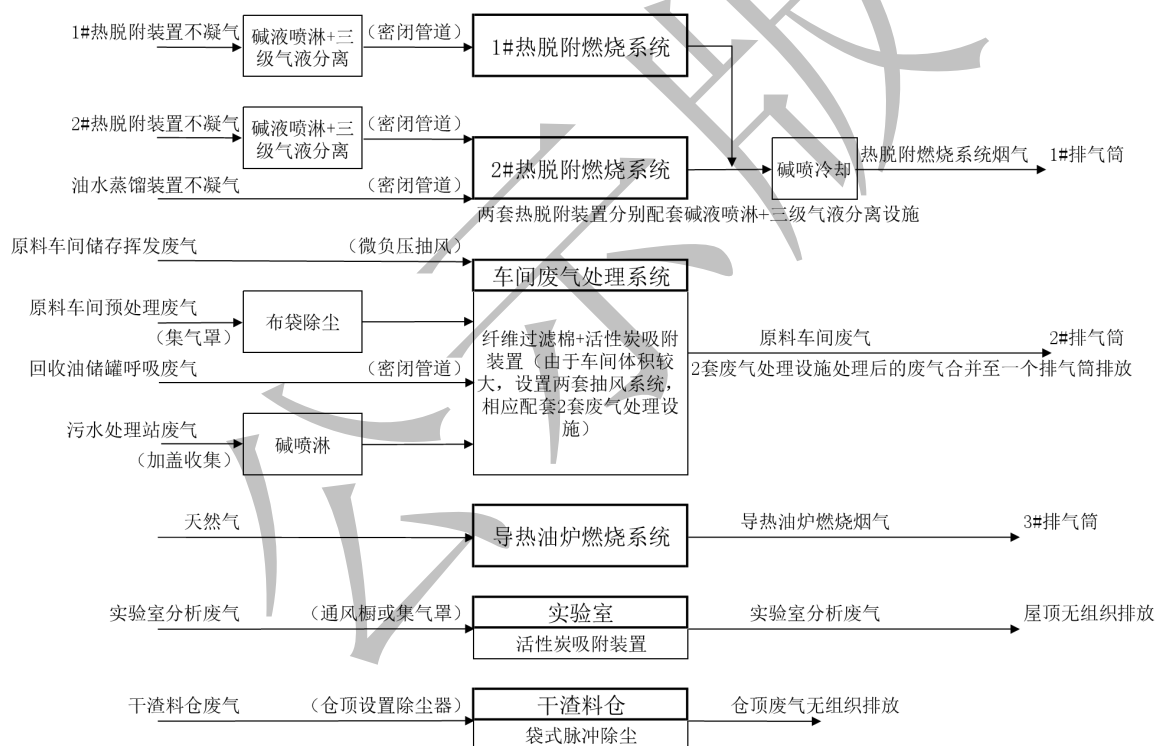 1#热脱附装置不凝气
碱液喷淋+三
级气液分离
（密闭管道）
1#热脱附燃烧系统
2#热脱附装置不凝气
碱液喷淋+三
级气液分离
（密闭管道）
2#热脱附燃烧系统
油水蒸馏装置不凝气
（密闭管道）
碱喷冷却
热脱附燃烧系统烟气
1#排气筒
两套热脱附装置分别配套碱液喷淋+三级气液分离设施
原料车间储存挥发废气
（微负压抽风）
车间废气处理系统
原料车间预处理废气
（集气罩）
布袋除尘
纤维过滤棉+活性炭吸附
装置（由于车间体积较
大，设置两套抽风系统，
相应配套2套废气处理设
施）
原料车间废气
2#排气筒
2套废气处理设施处理后的废气合并至一个排气筒排放
回收油储罐呼吸废气
（密闭管道）
污水处理站废气
（加盖收集）
碱喷淋
天然气
导热油炉燃烧系统
导热油炉燃烧烟气
3#排气筒
实验室分析废气
（通风橱或集气罩）
实验室
活性炭吸附装置
实验室分析废气
屋顶无组织排放
干渣料仓废气
（仓顶设置除尘器）
干渣料仓
袋式脉冲除尘
仓顶废气无组织排放
公示版